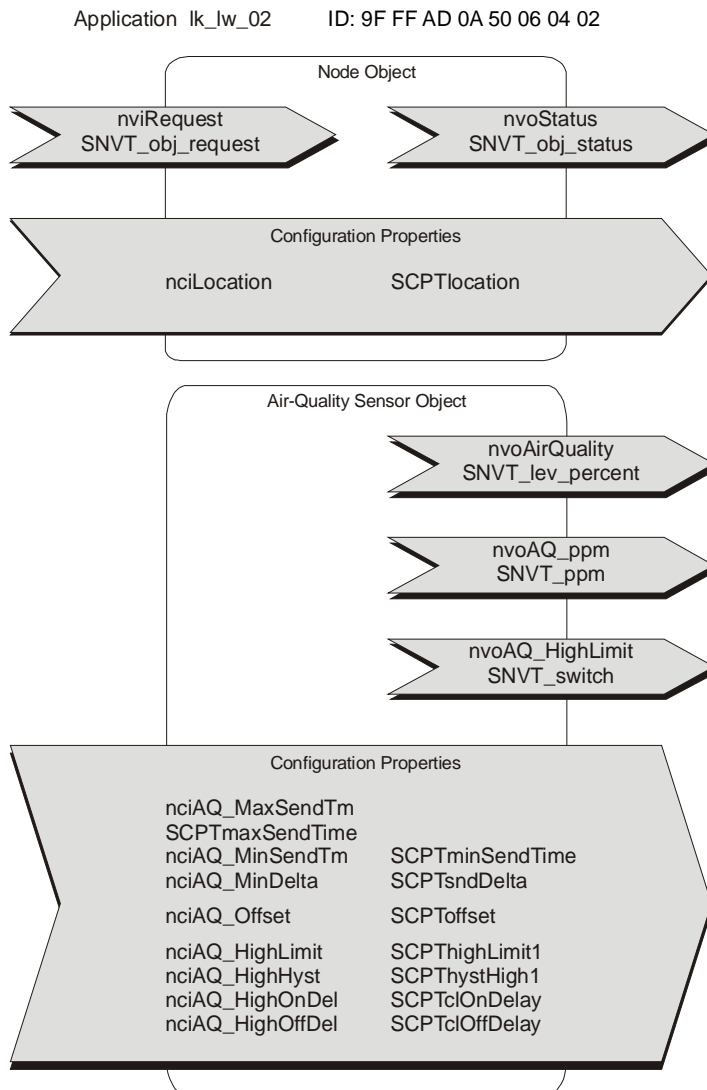 Application lk_lw_02 ID: 9F FF AD 0A 50 06 04 02
Node Object
nviRequest
SNVT_obj_request
nvoStatus
SNVT_obj_status
Configuration Properties
nciLocation SCPTlocation
Air-Quality Sensor Object
nvoAirQuality
SNVT_lev_percent
nvoAQ_ppm
SNVT_ppm
nvoAQ_HighLimit
SNVT_switch
Configuration Properties
nciAQ_MaxSendTm
SCPTmaxSendTime
nciAQ_MinSendTm SCPTminSendTime
nciAQ_MinDelta SCPTsndDelta
nciAQ_Offset SCPToffset
nciAQ_HighLimit SCPThighLimit1
nciAQ_HighHyst SCPThystHigh1
nciAQ_HighOnDel SCPTclOnDelay
nciAQ_HighOffDel SCPTclOffDelay